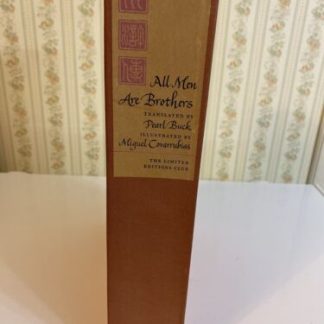 All Men
Are Brothers
TRANSLATED BY
Pearl Buck
ILLUSTRATED BY
Miguel Covarrubias
THE LIMITED
EDITIONS CLUB